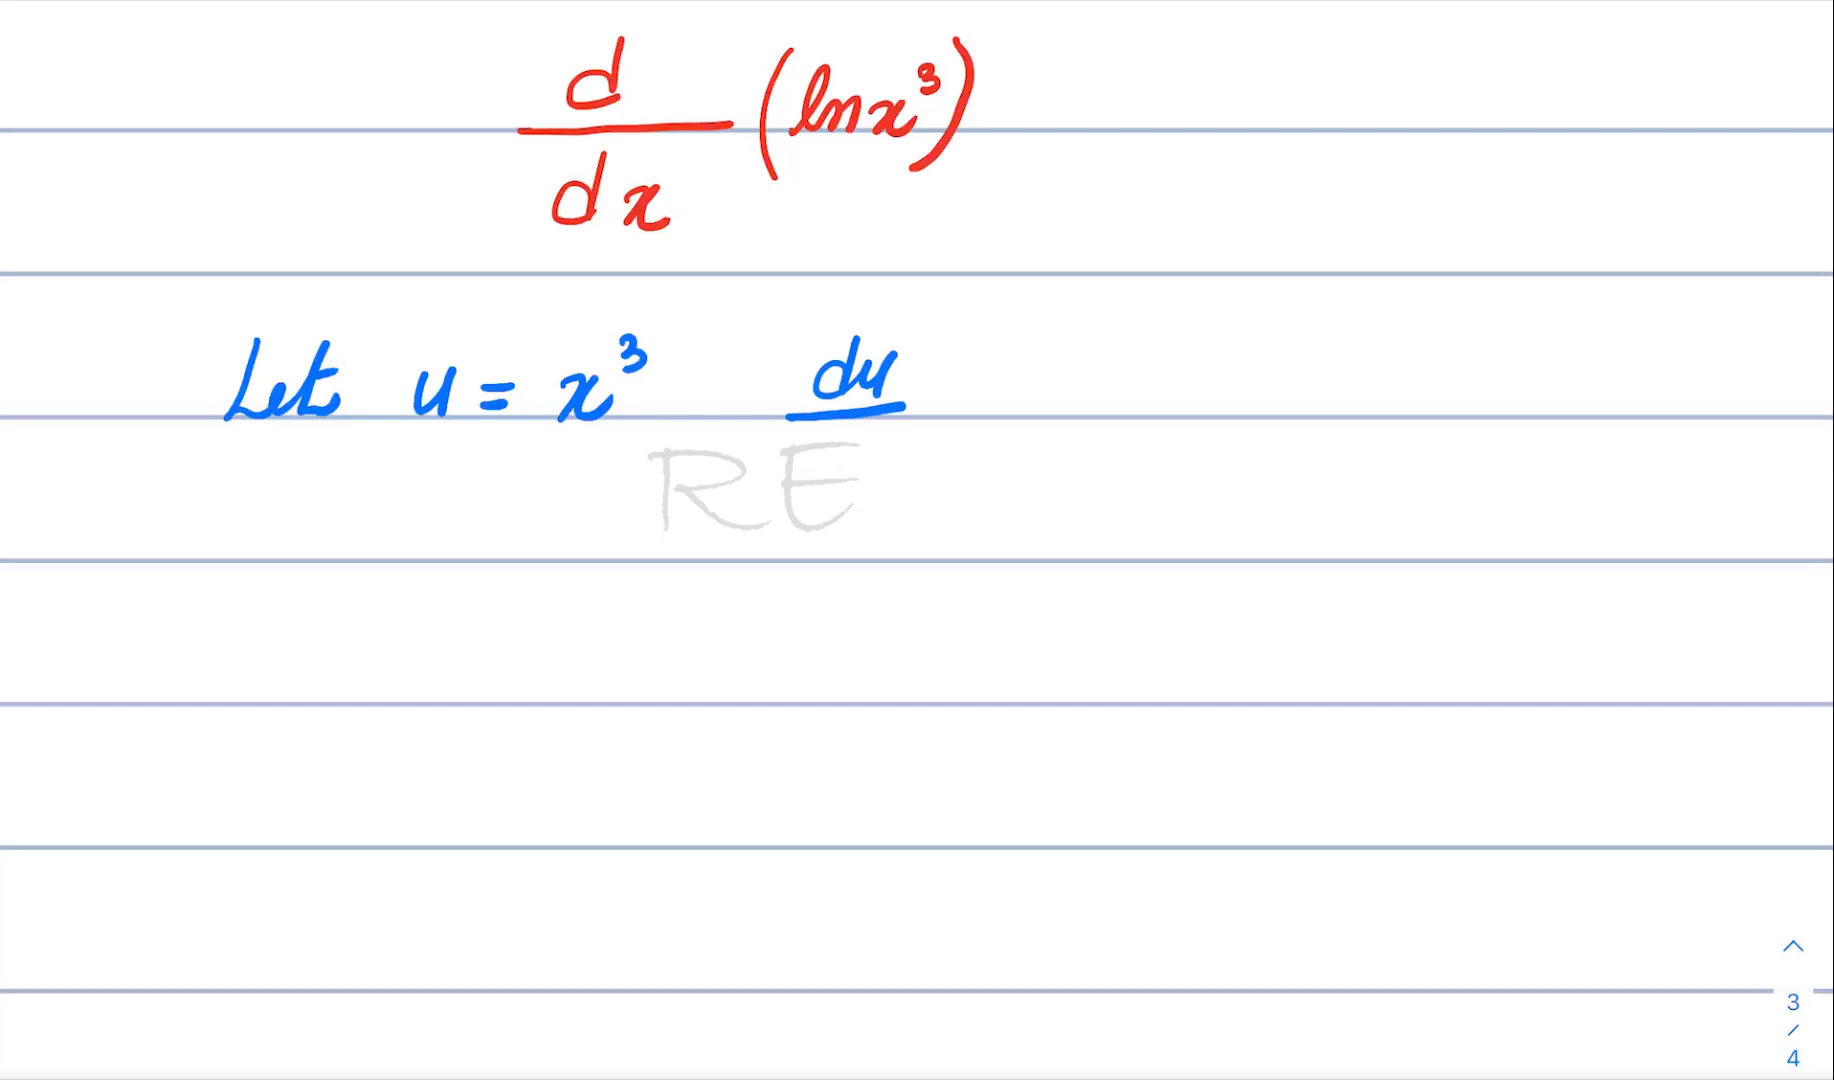 d
dx (ln x³)
Let u = x³ du
RE
3
/
4